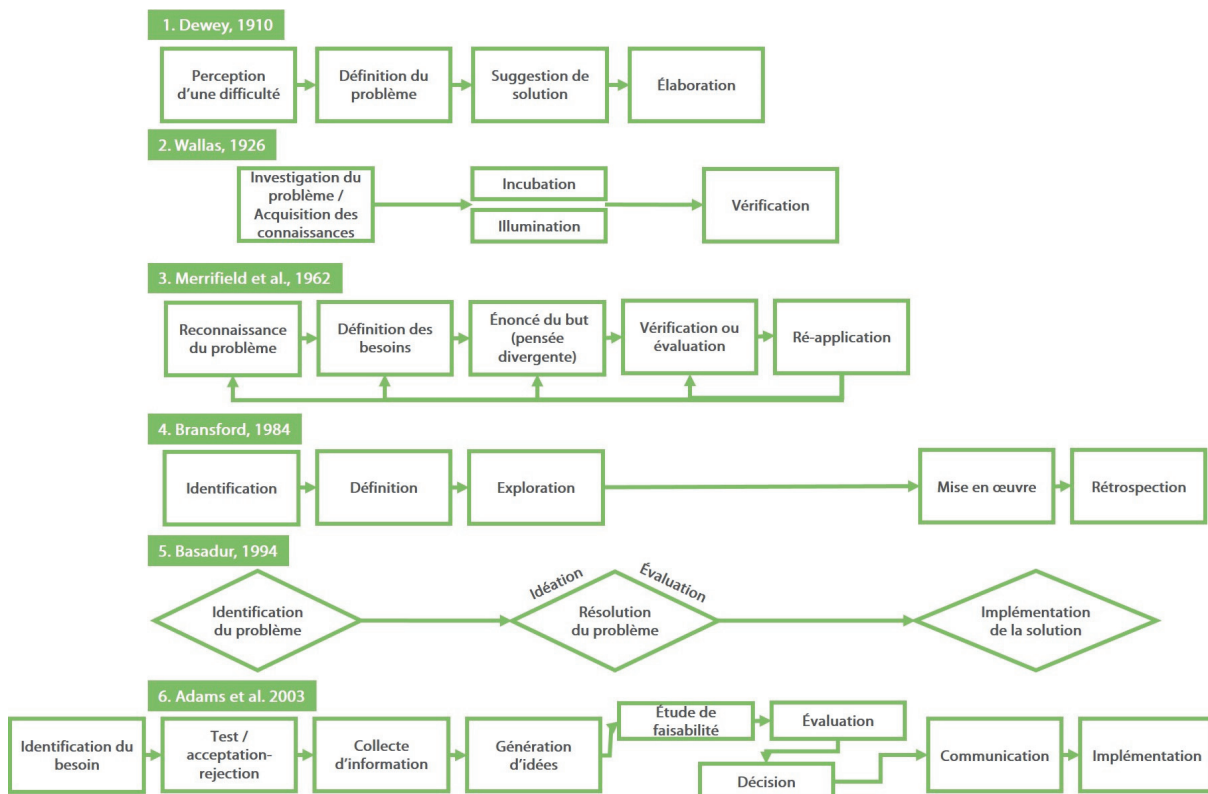 1. Dewey, 1910
Perception
d'une difficulté
Définition du
problème
Suggestion de
solution
Élaboration
2. Wallas, 1926
Investigation du
problème /
Acquisition des
connaissances
Incubation
Illumination
Vérification
3. Merrifield et al., 1962
Reconnaissance
du problème
Définition des
besoins
Énoncé du but
(pensée
divergente)
Vérification ou
évaluation
Ré-application
4. Bransford, 1984
Identification
Définition
Exploration
Mise en œuvre
Rétrospection
5. Basadur, 1994
Identification
du problème
Idéation
Évaluation
Résolution
du problème
Implémentation
de la solution
6. Adams et al. 2003
Identification du
besoin
Test /
acceptation-
rejection
Collecte
d'information
Génération
d'idées
Étude de
faisabilité
Évaluation
Décision
Communication
Implémentation